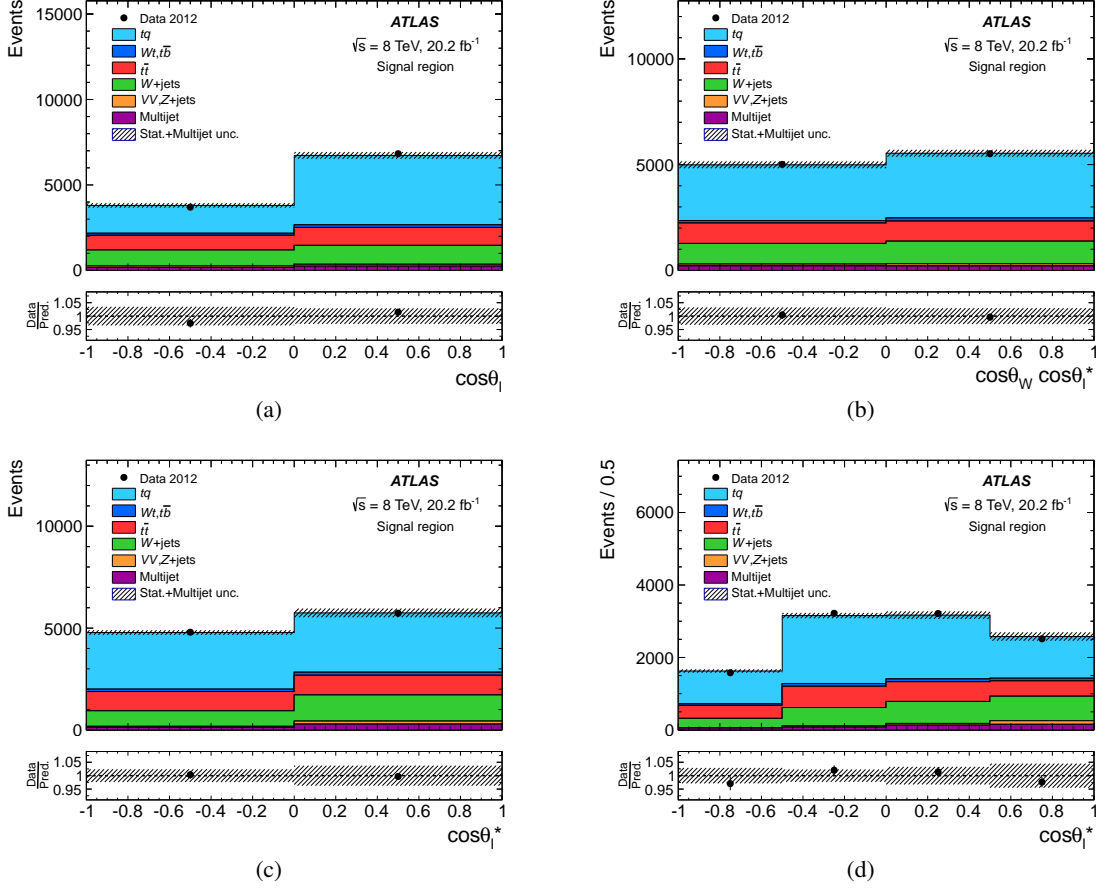 Events
15000
10000
5000
0
Data 2012
tq
Wt,tb̄
tt̄
W+jets
VV,Z+jets
Multijet
Stat.+Multijet unc.
ATLAS
√s = 8 TeV, 20.2 fb⁻¹
Signal region
Data
Pred.
1.05
1
0.95
-1 -0.8 -0.6 -0.4 -0.2 0 0.2 0.4 0.6 0.8 1
cosθ_l
(a)
Events
10000
5000
0
Data 2012
tq
Wt,tb̄
tt̄
W+jets
VV,Z+jets
Multijet
Stat.+Multijet unc.
ATLAS
√s = 8 TeV, 20.2 fb⁻¹
Signal region
Data
Pred.
1.05
1
0.95
-1 -0.8 -0.6 -0.4 -0.2 0 0.2 0.4 0.6 0.8 1
cosθ_W cosθ_l*
(b)
Events
10000
5000
0
Data 2012
tq
Wt,tb̄
tt̄
W+jets
VV,Z+jets
Multijet
Stat.+Multijet unc.
ATLAS
√s = 8 TeV, 20.2 fb⁻¹
Signal region
Data
Pred.
1.05
1
0.95
-1 -0.8 -0.6 -0.4 -0.2 0 0.2 0.4 0.6 0.8 1
cosθ_l*
(c)
Events / 0.5
6000
4000
2000
0
Data 2012
tq
Wt,tb̄
tt̄
W+jets
VV,Z+jets
Multijet
Stat.+Multijet unc.
ATLAS
√s = 8 TeV, 20.2 fb⁻¹
Signal region
Data
Pred.
1.05
1
0.95
-1 -0.8 -0.6 -0.4 -0.2 0 0.2 0.4 0.6 0.8 1
cosθ_l*
(d)